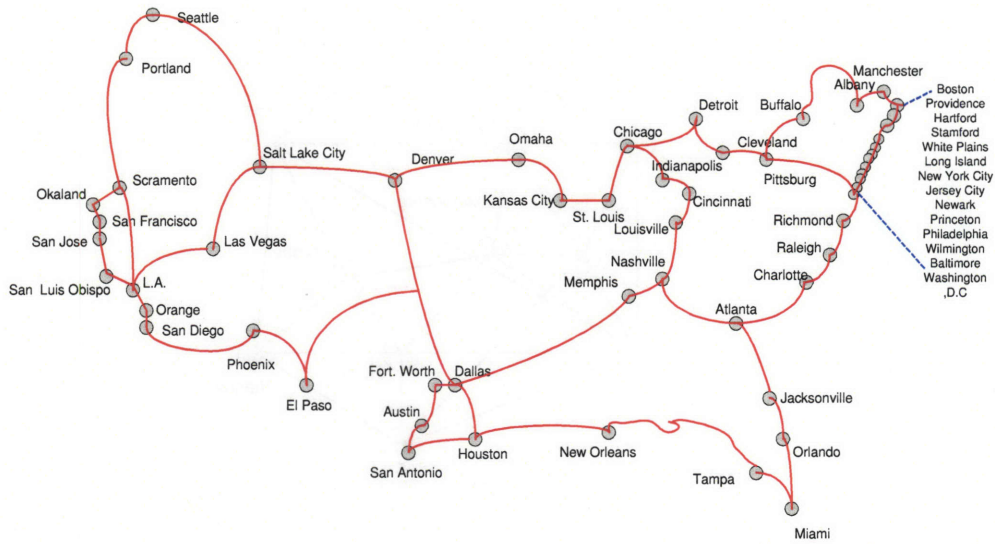 Seattle
Portland
Manchester
Albany
Boston
Detroit
Buffalo
Providence
Hartford
Omaha
Chicago
Cleveland
Stamford
Salt Lake City
Denver
White Plains
Indianapolis
Pittsburg
Long Island
Scramento
New York City
Okaland
Kansas City
St. Louis
Cincinnati
Jersey City
San Francisco
Newark
Richmond
Louisville
Princeton
San Jose
Las Vegas
Philadelphia
Raleigh
Wilmington
Nashville
Baltimore
Charlotte
Washington
,D.C
Memphis
San Luis Obispo
L.A.
Orange
Atlanta
San Diego
Phoenix
Fort. Worth
Dallas
El Paso
Jacksonville
Austin
Houston
New Orleans
Orlando
San Antonio
Tampa
Miami